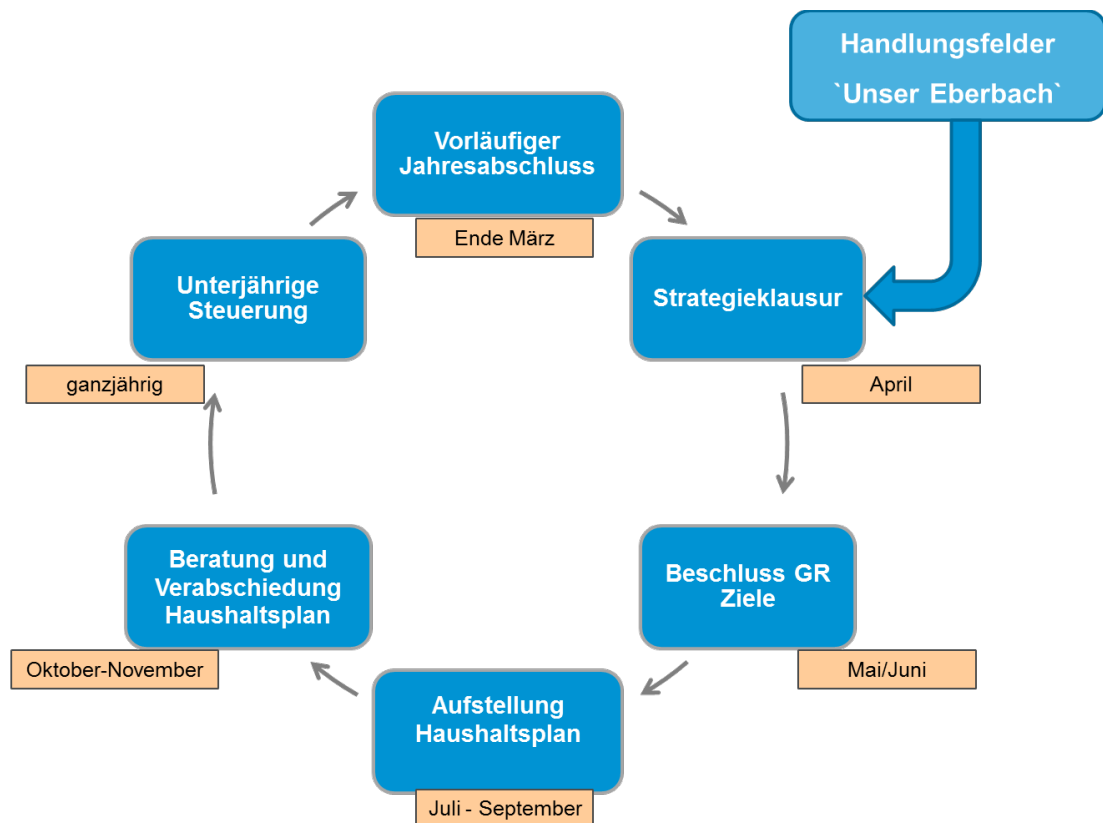 Handlungsfelder
`Unser Eberbach`
Vorläufiger
Jahresabschluss
Ende März
Strategieklausur
April
Beschluss GR
Ziele
Mai/Juni
Aufstellung
Haushaltsplan
Juli - September
Beratung und
Verabschiedung
Haushaltsplan
Oktober-November
Unterjährige
Steuerung
ganzjährig